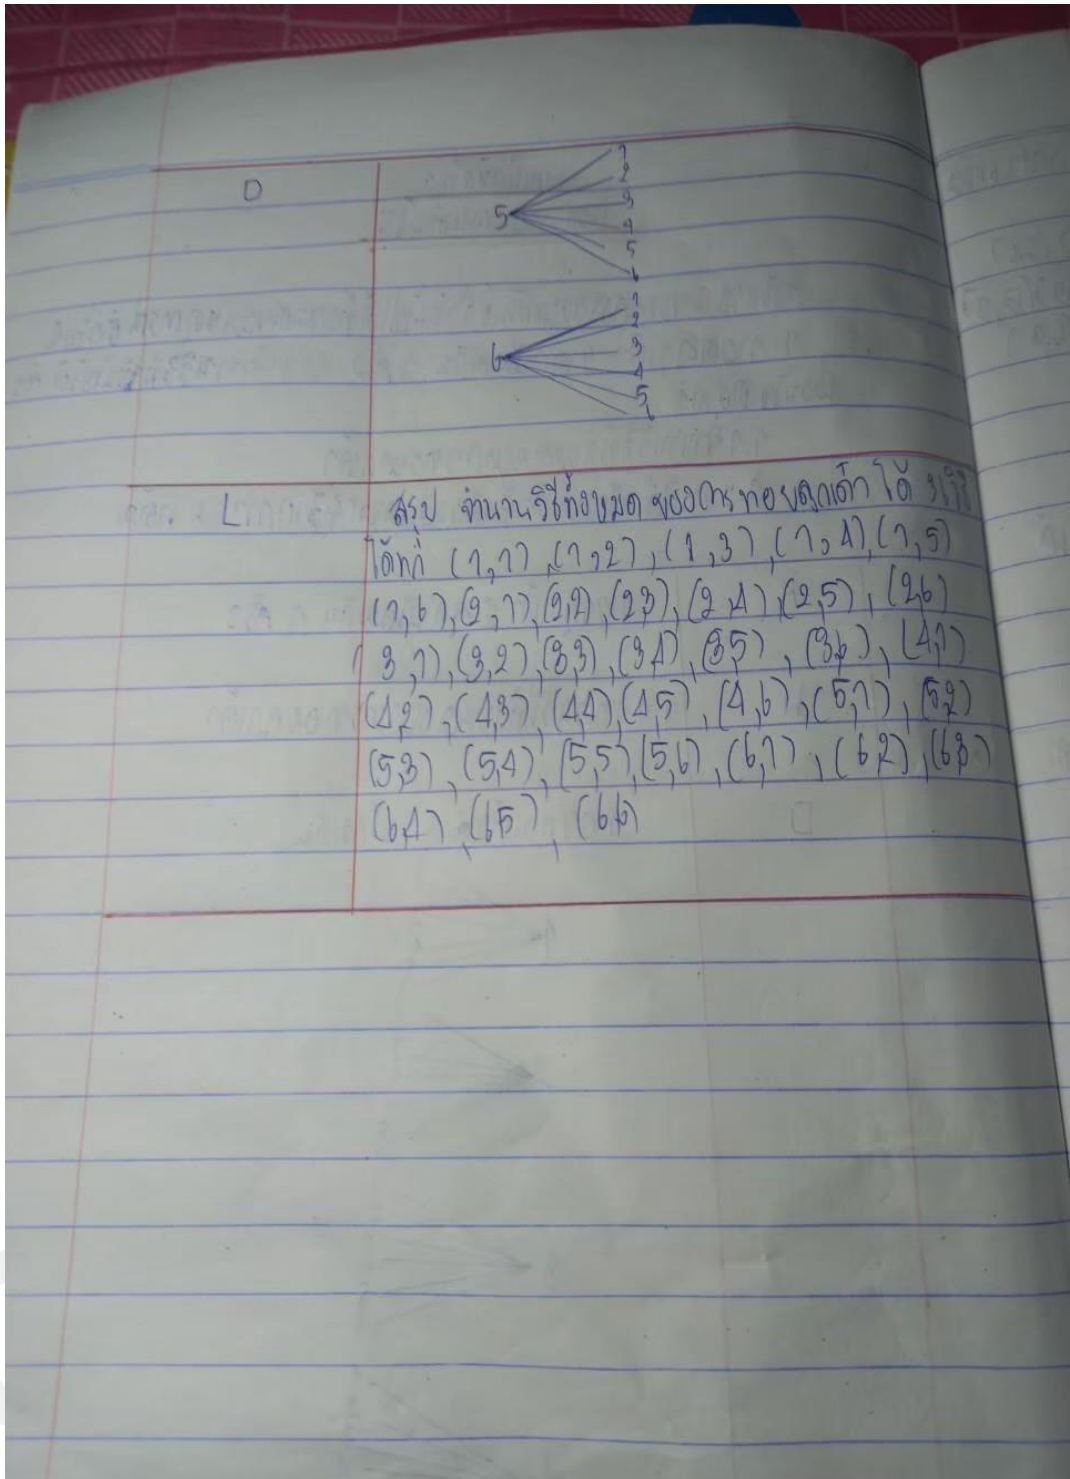 D
5
1
2
3
4
5
6
6
1
2
3
4
5
6
L
สรุป จำนวนวิธีทั้งหมด ของการทอยลูกเต๋า ได้
ได้แก่ (1,1), (1,2), (1,3), (1,4), (1,5)
(1,6), (2,1), (2,2), (2,3), (2,4), (2,5), (2,6)
(3,1), (3,2), (3,3), (3,4), (3,5), (3,6), (4,1)
(4,2), (4,3), (4,4), (4,5), (4,6), (5,1), (5,2)
(5,3), (5,4), (5,5), (5,6), (6,1), (6,2), (6,3)
(6,4), (6,5), (6,6)